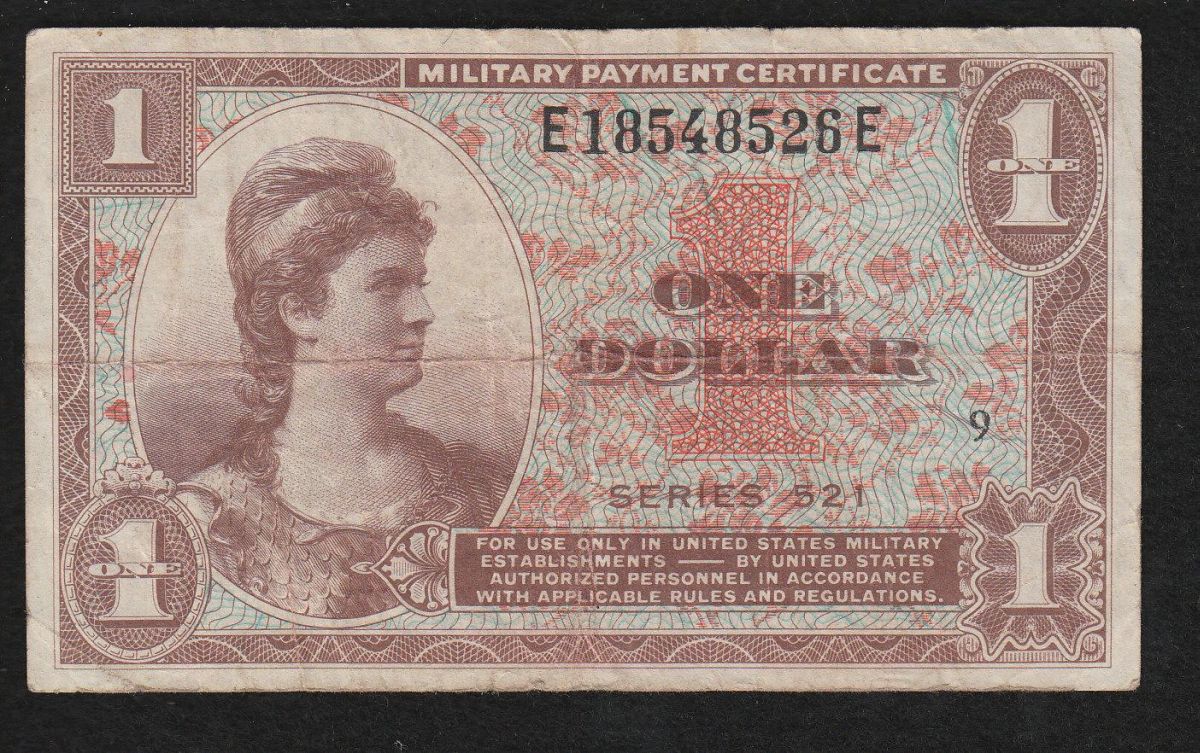 1
MILITARY PAYMENT CERTIFICATE
1
ONE
E18548526E
1
ONE
DOLLAR
9
SERIES 521
1
ONE
FOR USE ONLY IN UNITED STATES MILITARY
ESTABLISHMENTS — BY UNITED STATES
AUTHORIZED PERSONNEL IN ACCORDANCE
WITH APPLICABLE RULES AND REGULATIONS.
1